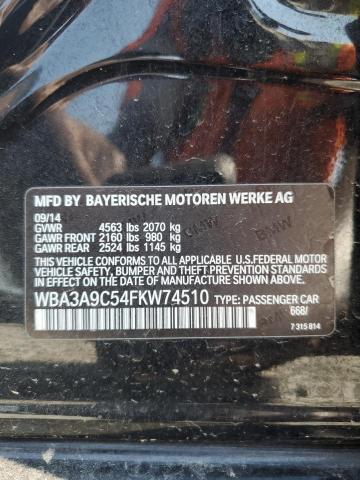 MFD BY BAYERISCHE MOTOREN WERKE AG
09/14
GVWR 4563 lbs 2070 kg
GAWR FRONT 2160 lbs 980 kg
GAWR REAR 2524 lbs 1145 kg
THIS VEHICLE CONFORMS TO ALL APPLICABLE U.S.FEDERAL MOTOR
VEHICLE SAFETY, BUMPER, AND THEFT PREVENTION STANDARDS IN
EFFECT ON THE DATE OF MANUFACTURE SHOWN ABOVE.
WBA3A9C54FKW74510 TYPE: PASSENGER CAR
668/
7 315 814
BMW
BMW